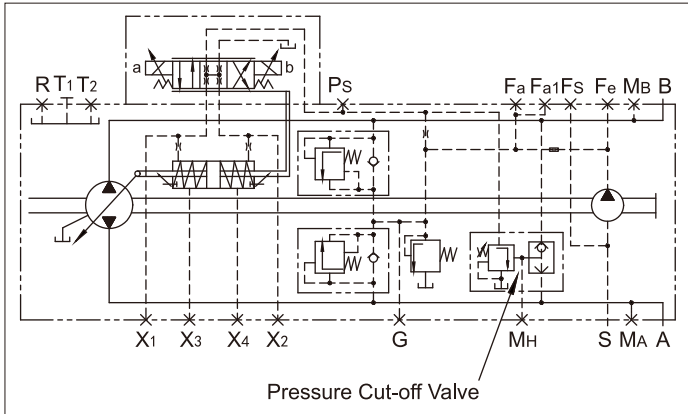 a b
R T1 T2 PS Fa Fa1 FS Fe MB B
X1 X3 X4 X2 G MH S MA A
Pressure Cut-off Valve